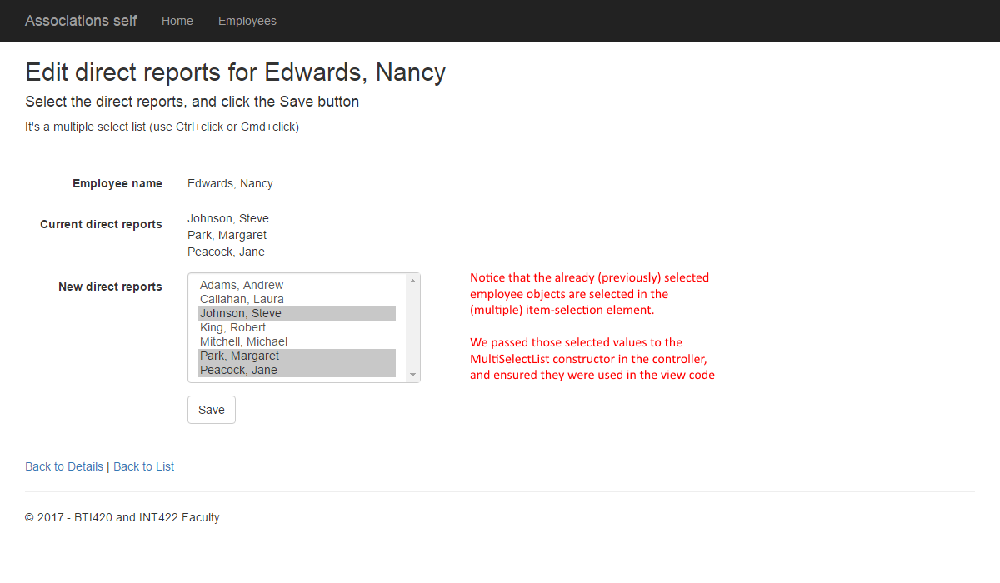 Associations self Home Employees
Edit direct reports for Edwards, Nancy
Select the direct reports, and click the Save button
It's a multiple select list (use Ctrl+click or Cmd+click)
Employee name Edwards, Nancy
Current direct reports
Johnson, Steve
Park, Margaret
Peacock, Jane
New direct reports
Adams, Andrew
Callahan, Laura
Johnson, Steve
King, Robert
Mitchell, Michael
Park, Margaret
Peacock, Jane
Notice that the already (previously) selected
employee objects are selected in the
(multiple) item-selection element.
We passed those selected values to the
MultiSelectList constructor in the controller,
and ensured they were used in the view code
Save
Back to Details | Back to List
© 2017 - BTI420 and INT422 Faculty